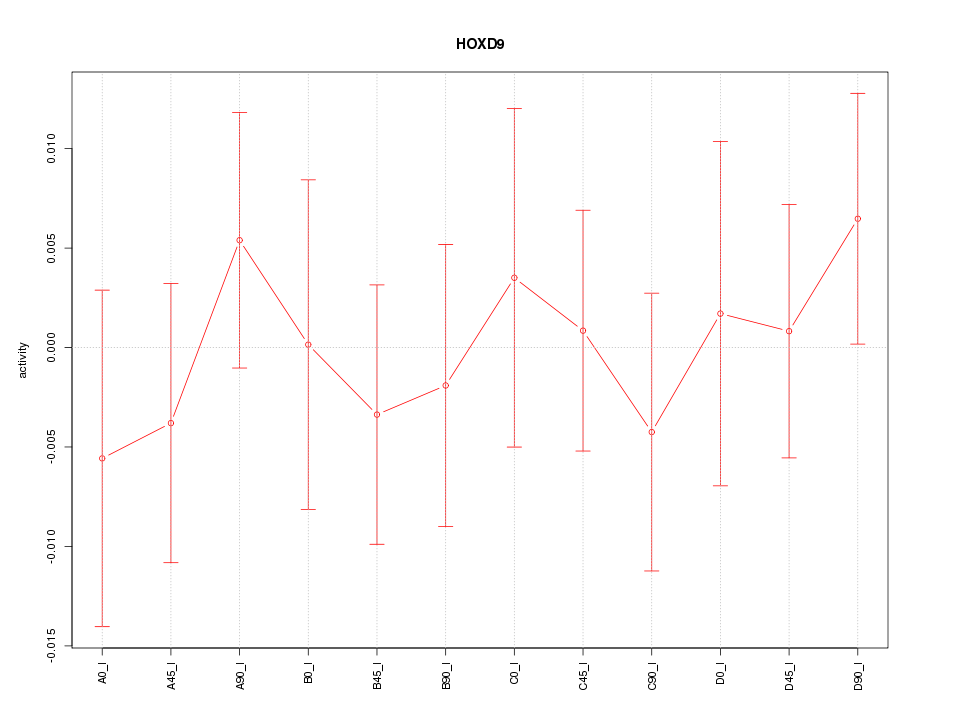 HOXD9
activity
0.010
0.005
0.000
-0.005
-0.010
-0.015
A0_I
A45_I
A90_I
B0_I
B45_I
B90_I
C0_I
C45_I
C90_I
D0_I
D45_I
D90_I